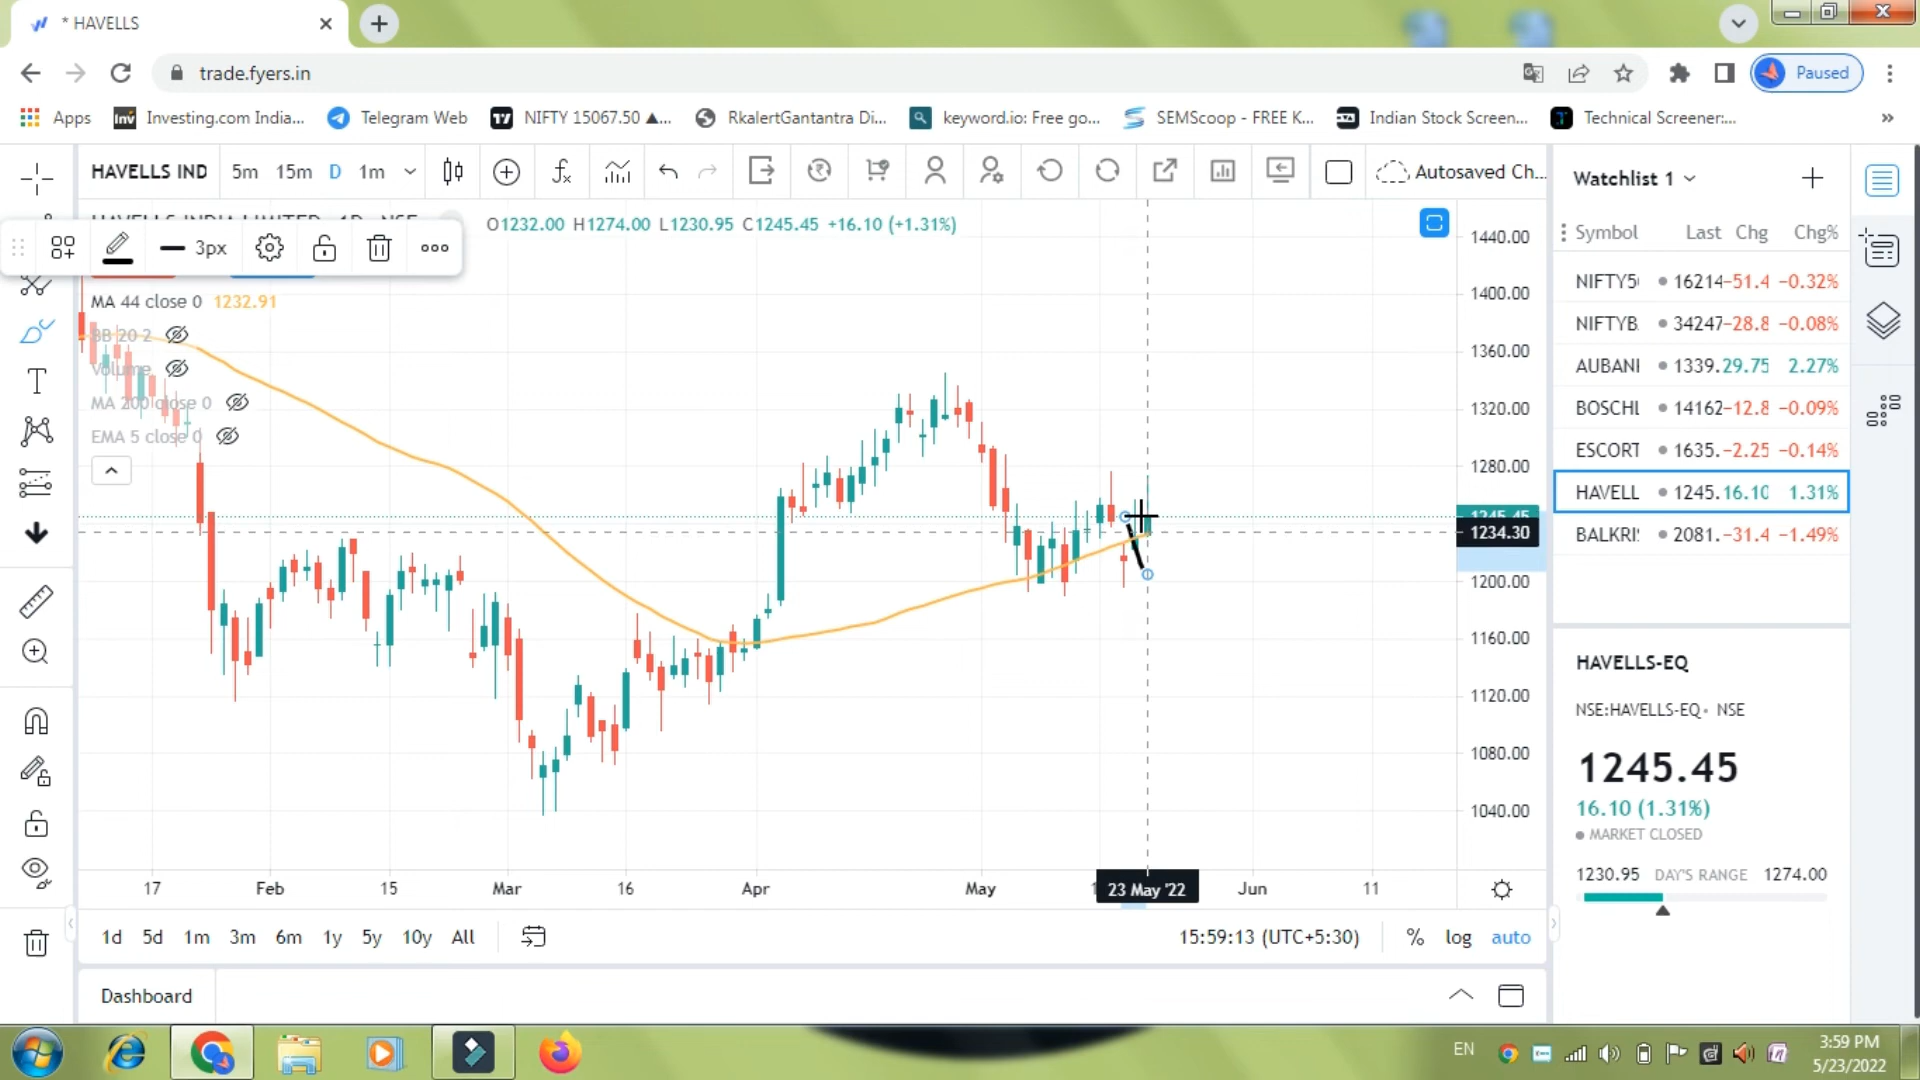 * HAVELLS
trade.fyers.in
Paused
Apps
Investing.com India...
Telegram Web
NIFTY 15067.50 ▲...
RkalertGantantra Di...
keyword.io: Free go...
SEMScoop - FREE K...
Indian Stock Screen...
Technical Screener:...
»
HAVELLS IND
5m 15m D 1m
Autosaved Ch...
O1232.00 H1274.00 L1230.95 C1245.45 +16.10 (+1.31%)
3px
MA 44 close 0 1232.91
BB 20 2
Volume
MA 200 close 0
EMA 5 close 0
1440.00
1400.00
1360.00
1320.00
1280.00
1245.45
1234.30
1200.00
1160.00
1120.00
1080.00
1040.00
17 Feb 15 Mar 16 Apr May 23 May '22 Jun 11
1d 5d 1m 3m 6m 1y 5y 10y All
15:59:13 (UTC+5:30) % log auto
Dashboard
Watchlist 1
Symbol Last Chg Chg%
NIFTY5 16214 -51.4 -0.32%
NIFTYB 34247 -28.8 -0.08%
AUBANI 1339. 29.75 2.27%
BOSCHL 14162 -12.8 -0.09%
ESCORT 1635. -2.25 -0.14%
HAVELL 1245. 16.10 1.31%
BALKRI 2081. -31.4 -1.49%
HAVELLS-EQ
NSE:HAVELLS-EQ • NSE
1245.45
16.10 (1.31%)
MARKET CLOSED
1230.95 DAY'S RANGE 1274.00
EN
3:59 PM
5/23/2022